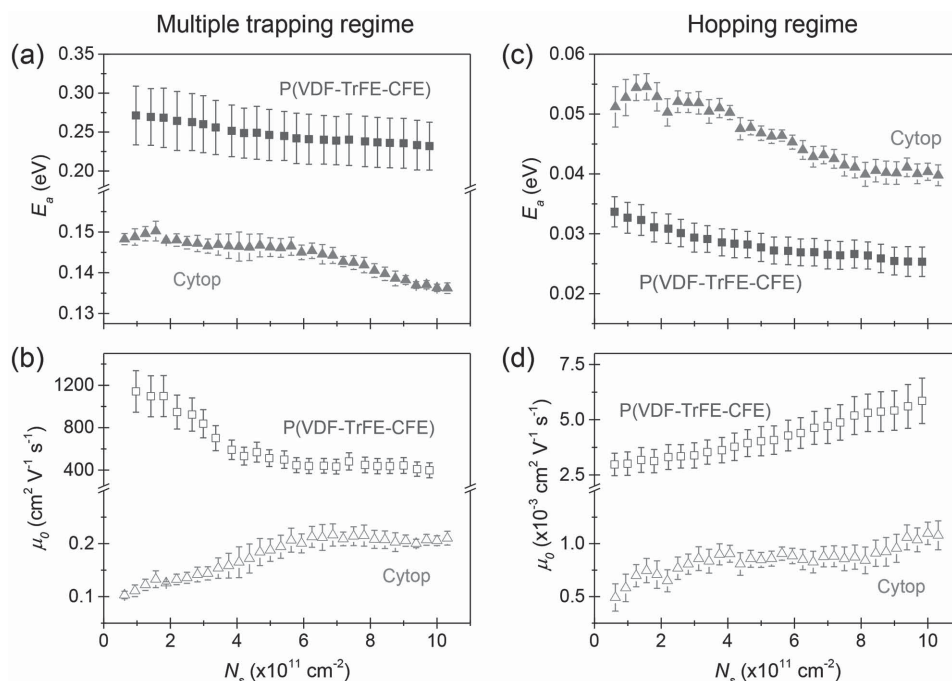 Multiple trapping regime
Hopping regime
(a)
0.35
0.30
0.25
0.20
0.15
0.14
0.13
E_a (eV)
P(VDF-TrFE-CFE)
Cytop
(c)
0.06
0.05
0.04
0.03
0.02
E_a (eV)
Cytop
P(VDF-TrFE-CFE)
(b)
1200
800
400
0.2
0.1
μ₀ (cm² V⁻¹ s⁻¹)
P(VDF-TrFE-CFE)
Cytop
0 2 4 6 8 10
N_s (x10¹¹ cm⁻²)
(d)
7.5
5.0
2.5
1.0
0.5
μ₀ (x10⁻³ cm² V⁻¹ s⁻¹)
P(VDF-TrFE-CFE)
Cytop
0 2 4 6 8 10
N_s (x10¹¹ cm⁻²)